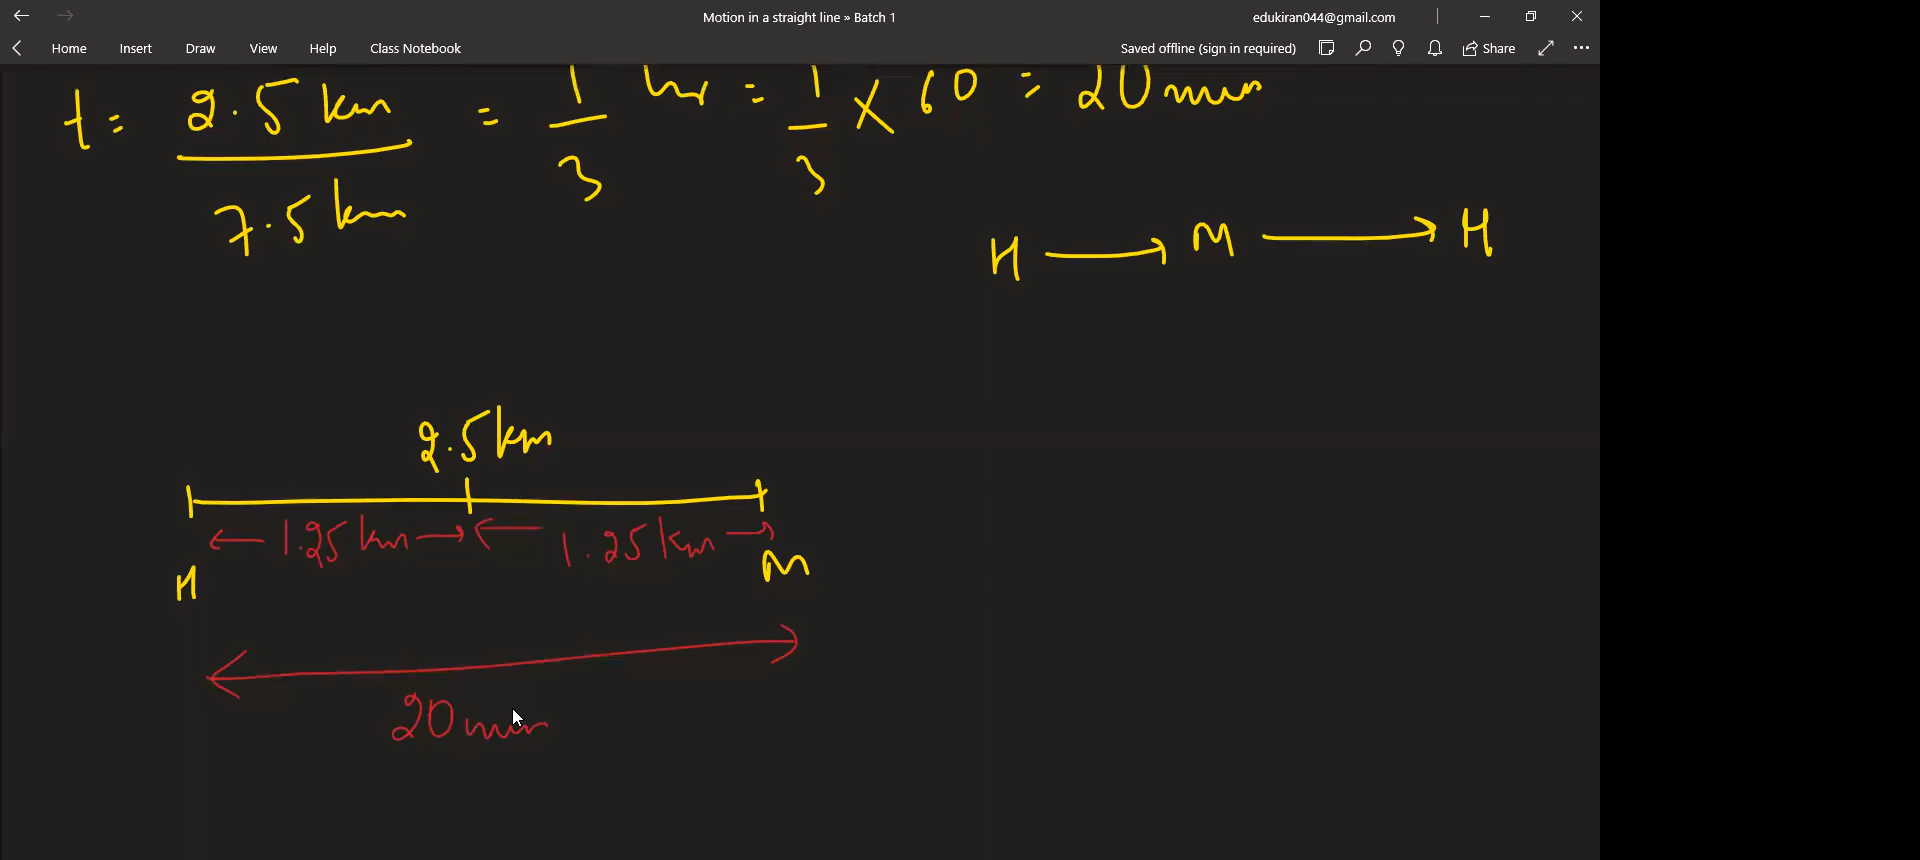 Motion in a straight line » Batch 1
edukiran044@gmail.com
Home Insert Draw View Help Class Notebook
Saved offline (sign in required)
Share
t = 2.5 km / 7.5 km = 1/3 hr = 1/3 × 60 = 20 min
H → M → H
2.5 km
← 1.25 km → ← 1.25 km →
H M
20 min